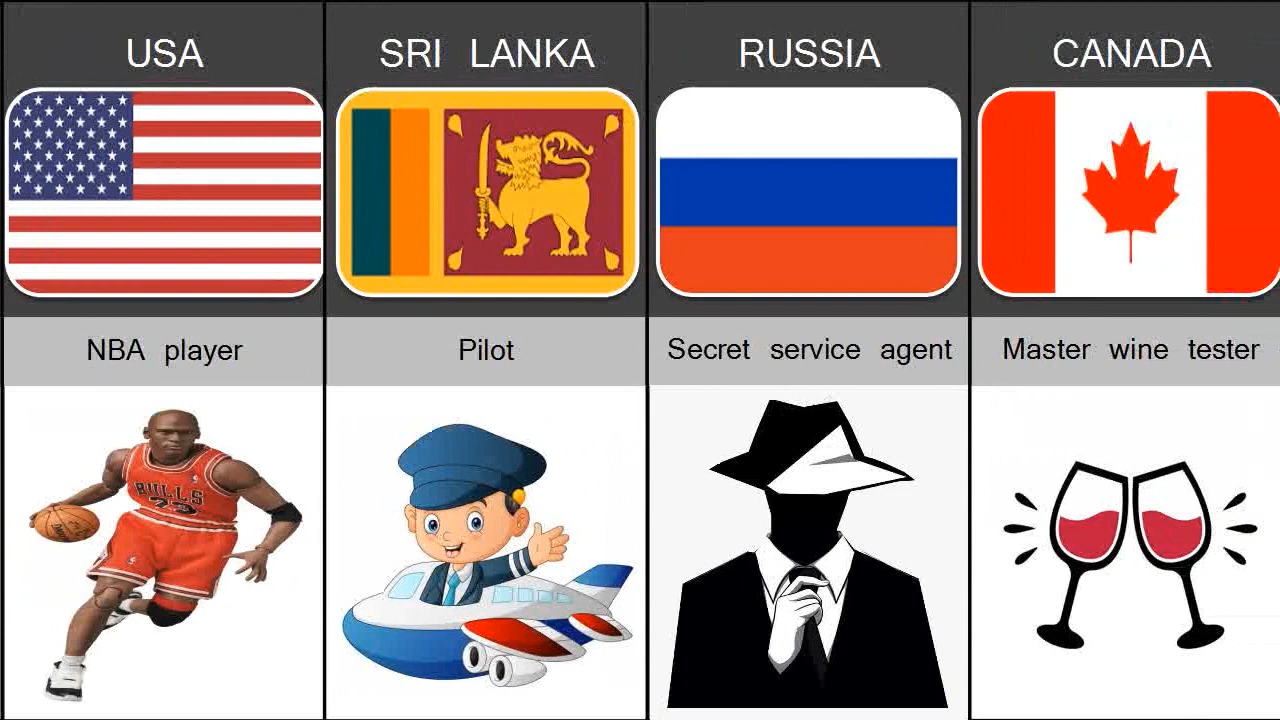 USA
SRI LANKA
RUSSIA
CANADA
NBA player
Pilot
Secret service agent
Master wine tester
BULLS